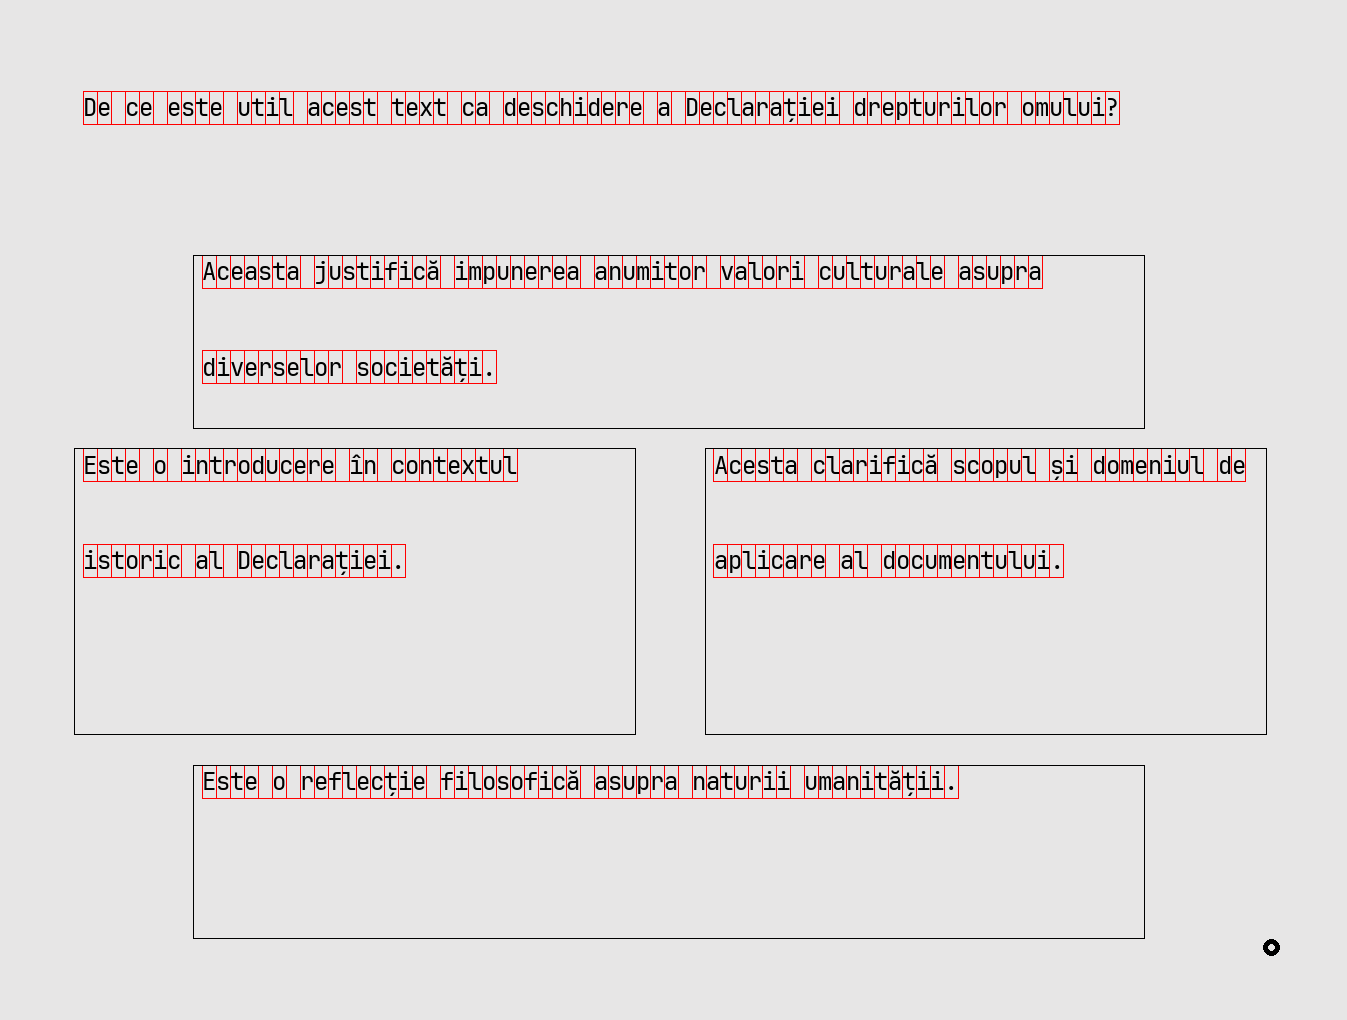 De ce este util acest text ca deschidere a Declarației drepturilor omului?
Aceasta justifică impunerea anumitor valori culturale asupra
diverselor societăți.
Este o introducere în contextul
istoric al Declarației.
Acesta clarifică scopul și domeniul de
aplicare al documentului.
Este o reflecție filosofică asupra naturii umanității.